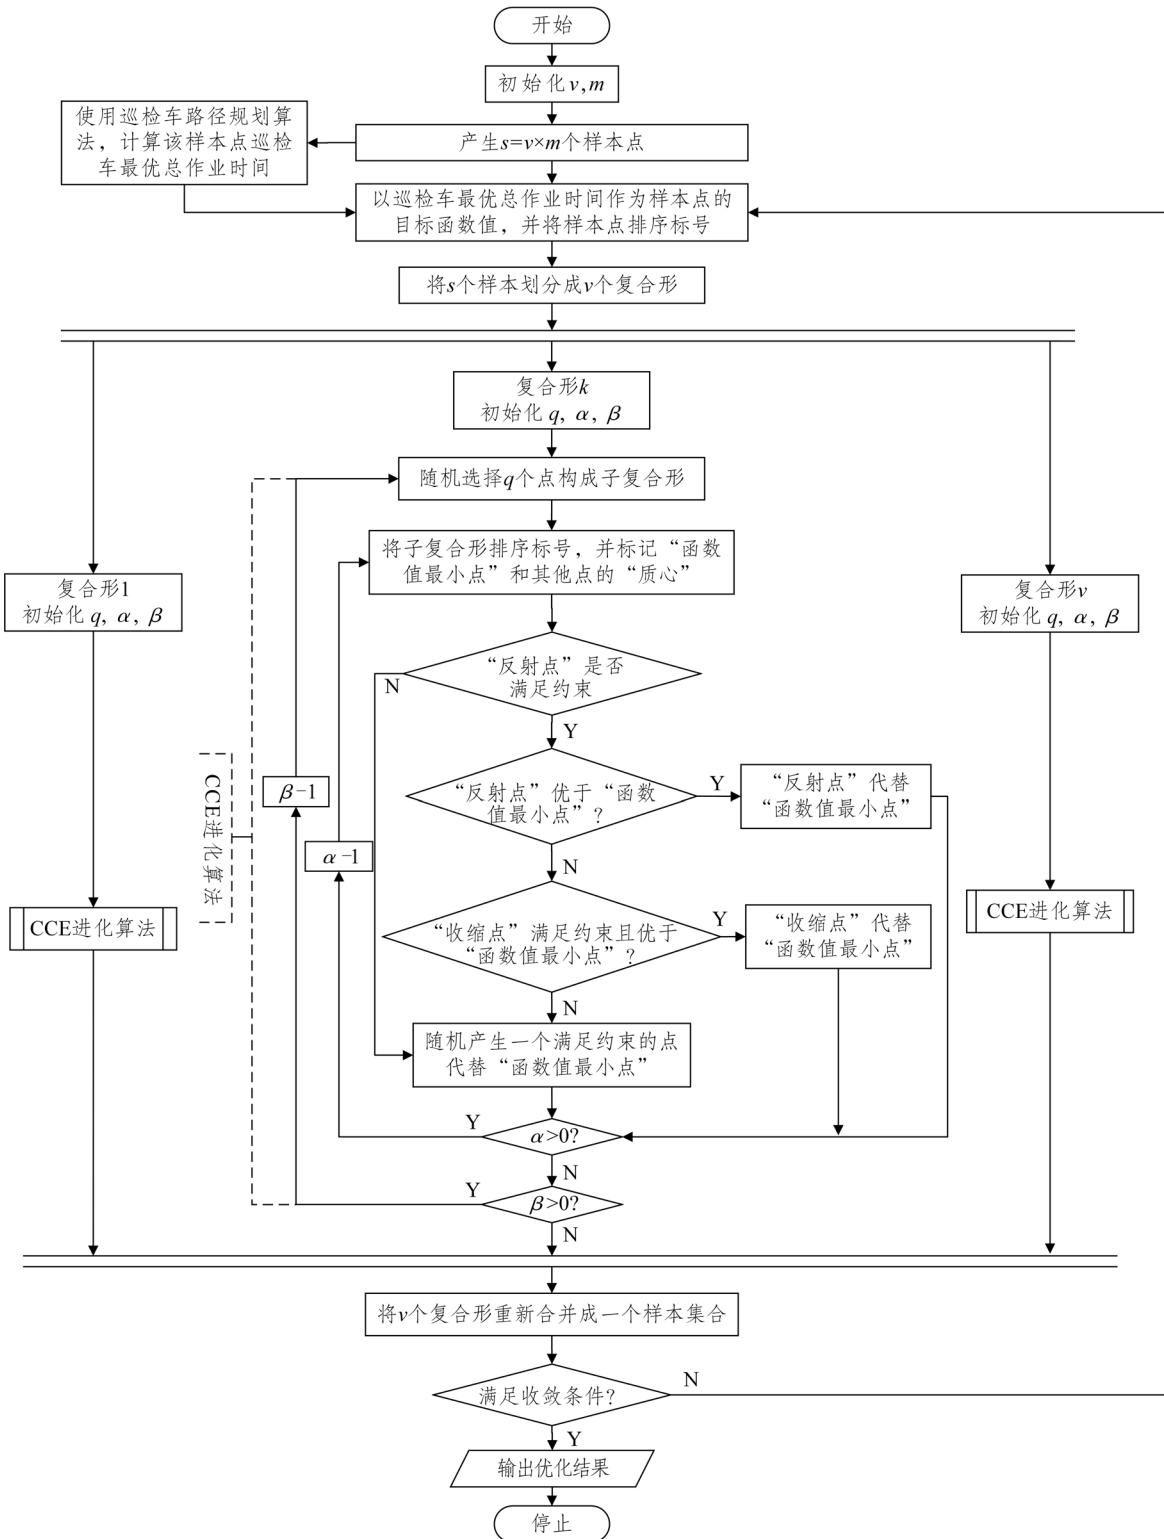 开始
初始化v,m
使用巡检车路径规划算
法，计算该样本点巡检
车最优总作业时间
产生s=v×m个样本点
以巡检车最优总作业时间作为样本点的
目标函数值，并将样本点排序标号
将s个样本划分成v个复合形
复合形k
初始化 q, α, β
随机选择q个点构成子复合形
将子复合形排序标号，并标记“函数
值最小点”和其他点的“质心”
复合形1
初始化 q, α, β
复合形v
初始化 q, α, β
“反射点”是否
满足约束
N
Y
“反射点”优于“函数
值最小点”？
Y
“反射点”代替
“函数值最小点”
β-1
CCE进化算法
α-1
N
CCE进化算法
“收缩点”满足约束且优于
“函数值最小点”？
Y
“收缩点”代替
“函数值最小点”
CCE进化算法
N
随机产生一个满足约束的点
代替“函数值最小点”
Y
α>0?
N
Y
β>0?
N
将v个复合形重新合并成一个样本集合
满足收敛条件?
N
Y
输出优化结果
停止